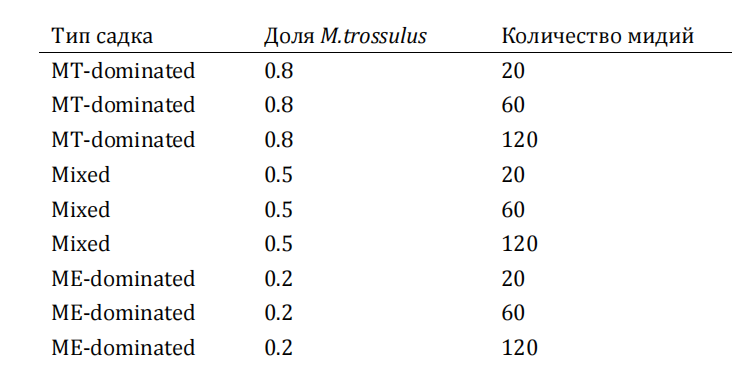 Тип садка Доля M.trossulus Количество мидий
MT-dominated 0.8 20
MT-dominated 0.8 60
MT-dominated 0.8 120
Mixed 0.5 20
Mixed 0.5 60
Mixed 0.5 120
ME-dominated 0.2 20
ME-dominated 0.2 60
ME-dominated 0.2 120